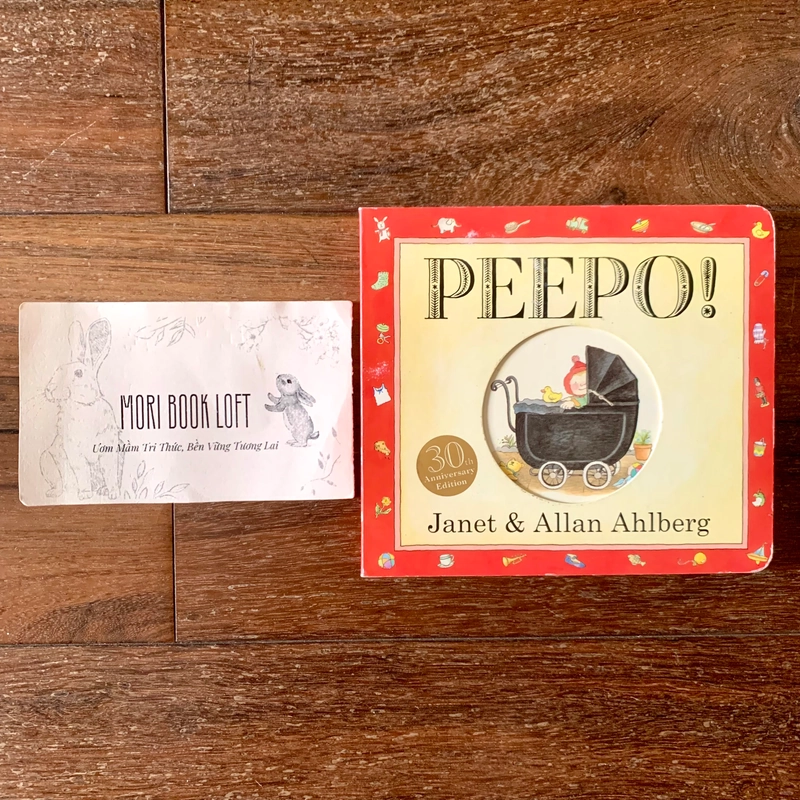 MORI BOOK LOFT
Ươm Mầm Tri Thức, Bền Vững Tương Lai
PEEPO!
30th
Anniversary
Edition
Janet & Allan Ahlberg